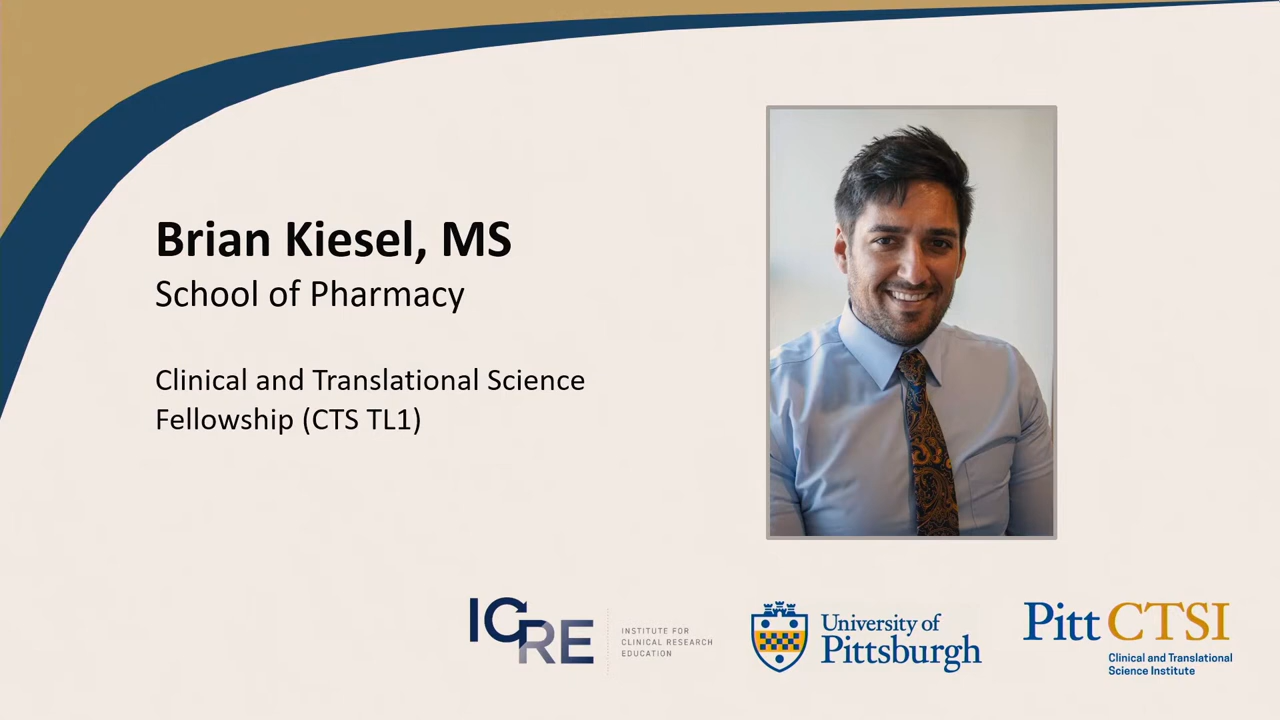 Brian Kiesel, MS
School of Pharmacy
Clinical and Translational Science
Fellowship (CTS TL1)
ICRE
INSTITUTE FOR
CLINICAL RESEARCH
EDUCATION
University of
Pittsburgh
Pitt CTSI
Clinical and Translational
Science Institute